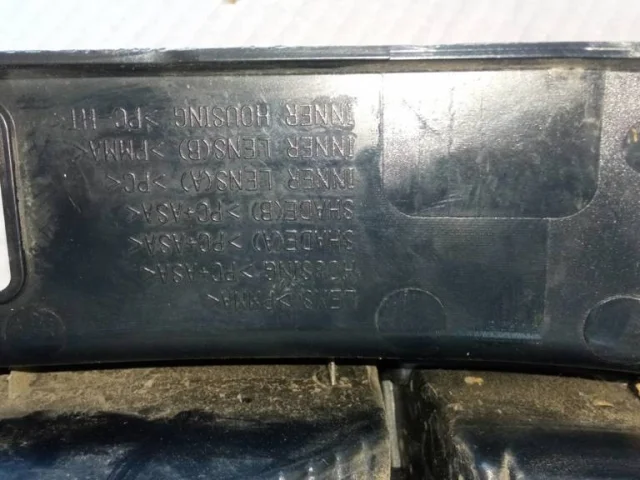 LENS >PMMA<
HOUSING >PC+ASA<
SHADE(A) >PC+ASA<
SHADE(B) >PC+ASA<
INNER LENS(A) >PC<
INNER LENS(B) >PMMA<
INNER HOUSING >PC-HT<